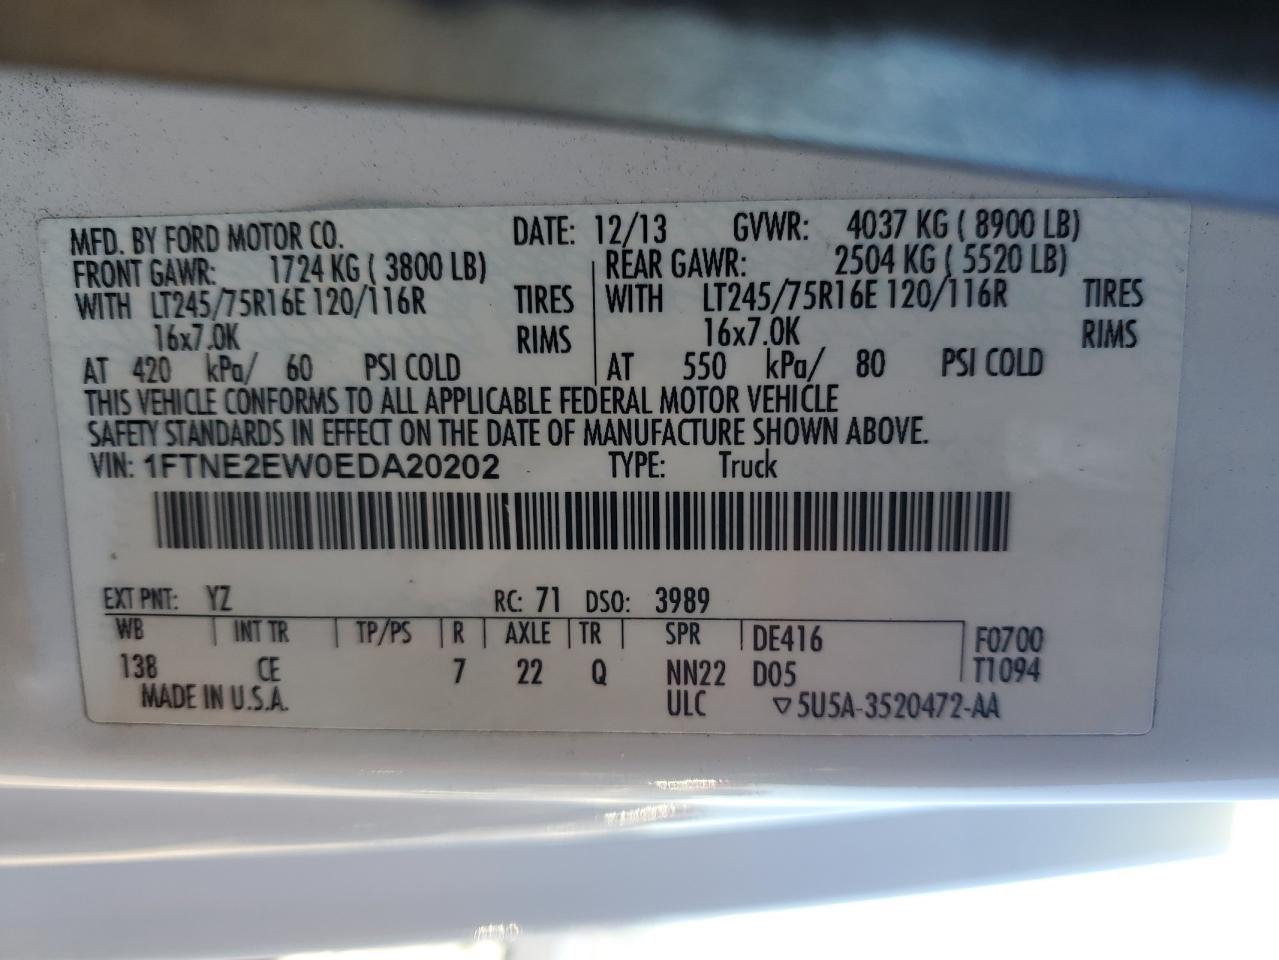 MFD. BY FORD MOTOR CO. DATE: 12/13 GVWR: 4037 KG ( 8900 LB)
FRONT GAWR: 1724 KG ( 3800 LB) REAR GAWR: 2504 KG ( 5520 LB)
WITH LT245/75R16E 120/116R TIRES WITH LT245/75R16E 120/116R TIRES
16x7.0K RIMS 16x7.0K RIMS
AT 420 kPa/ 60 PSI COLD AT 550 kPa/ 80 PSI COLD
THIS VEHICLE CONFORMS TO ALL APPLICABLE FEDERAL MOTOR VEHICLE
SAFETY STANDARDS IN EFFECT ON THE DATE OF MANUFACTURE SHOWN ABOVE.
VIN: 1FTNE2EW0EDA20202 TYPE: Truck
EXT PNT: YZ RC: 71 DSO: 3989
WB INT TR TP/PS R AXLE TR SPR DE416 F0700
138 CE 7 22 Q NN22 D05 T1094
MADE IN U.S.A. ULC ▽5U5A-3520472-AA